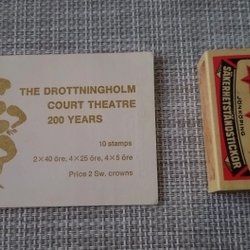 THE DROTTNINGHOLM
COURT THEATRE
200 YEARS
10 stamps
2×40 öre, 4×25 öre, 4×5 öre
Price 2 Sw. crowns
SÄKERHETSTÄNDSTICKOR